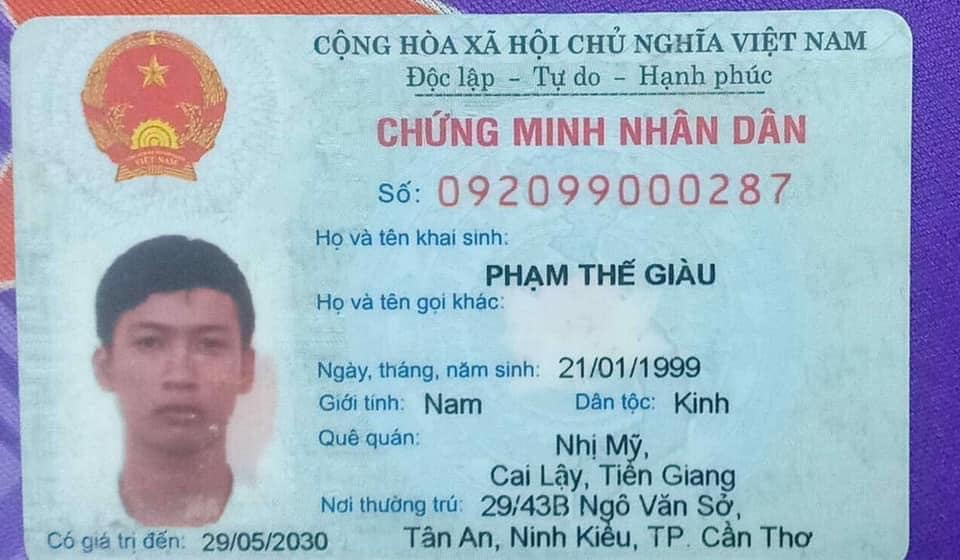 CỘNG HÒA XÃ HỘI CHỦ NGHĨA VIỆT NAM
Độc lập - Tự do - Hạnh phúc
CHỨNG MINH NHÂN DÂN
Số: 092099000287
Họ và tên khai sinh:
PHẠM THẾ GIÀU
Họ và tên gọi khác:
Ngày, tháng, năm sinh: 21/01/1999
Giới tính: Nam Dân tộc: Kinh
Quê quán: Nhị Mỹ,
Cai Lậy, Tiền Giang
Nơi thường trú: 29/43B Ngô Văn Sở,
Tân An, Ninh Kiều, TP. Cần Thơ
Có giá trị đến: 29/05/2030
VIỆT NAM